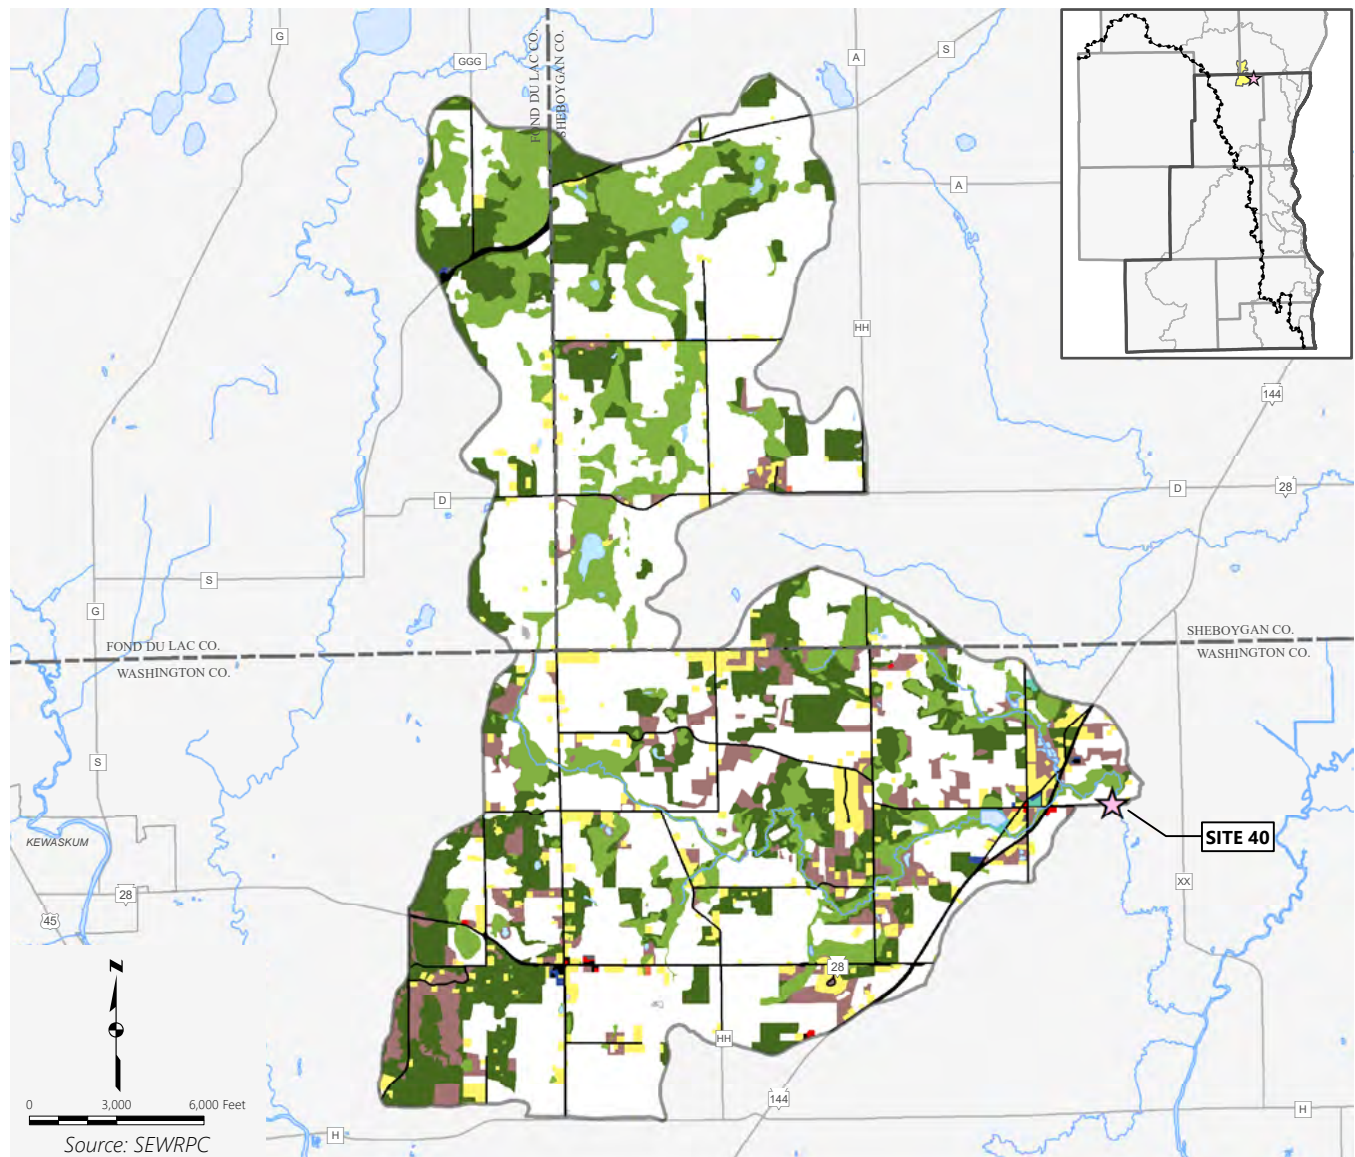 G
GGG
FOND DU LAC CO.
SHEBOYGAN CO.
A
S
A
HH
144
D
D
28
S
G
40
FOND DU LAC CO.
WASHINGTON CO.
SHEBOYGAN CO.
WASHINGTON CO.
S
SITE 40
KEWASKUM
28
45
XX
28
HH
144
H
H
N
0 3,000 6,000 Feet
Source: SEWRPC